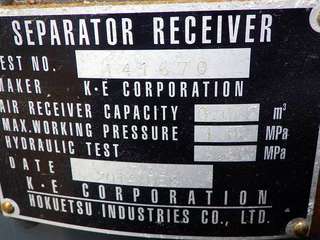 SEPARATOR RECEIVER
EST NO. 141670
MAKER K·E CORPORATION
AIR RECEIVER CAPACITY m³
MAX. WORKING PRESSURE MPa
HYDRAULIC TEST MPa
DATE
K·E CORPORATION
HOKUETSU INDUSTRIES CO., LTD.